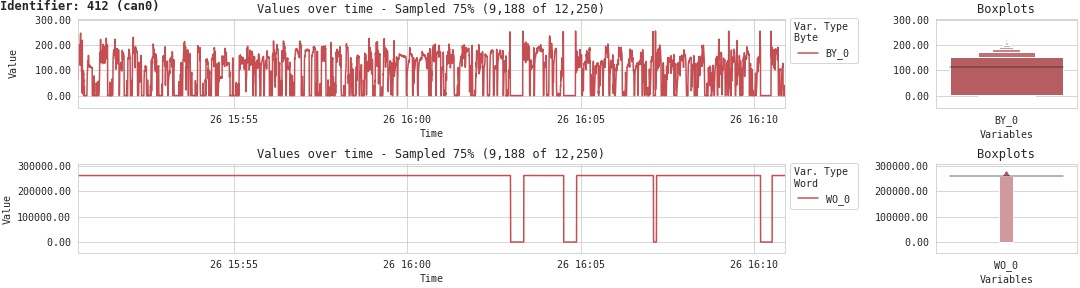 Identifier: 412 (can0)
Values over time - Sampled 75% (9,188 of 12,250)
Boxplots
300.00
200.00
100.00
0.00
Value
26 15:55
26 16:00
26 16:05
26 16:10
Time
Var. Type
Byte
BY_0
300.00
200.00
100.00
0.00
BY_0
Variables
Values over time - Sampled 75% (9,188 of 12,250)
Boxplots
300000.00
200000.00
100000.00
0.00
Value
26 15:55
26 16:00
26 16:05
26 16:10
Time
Var. Type
Word
WO_0
300000.00
200000.00
100000.00
0.00
WO_0
Variables